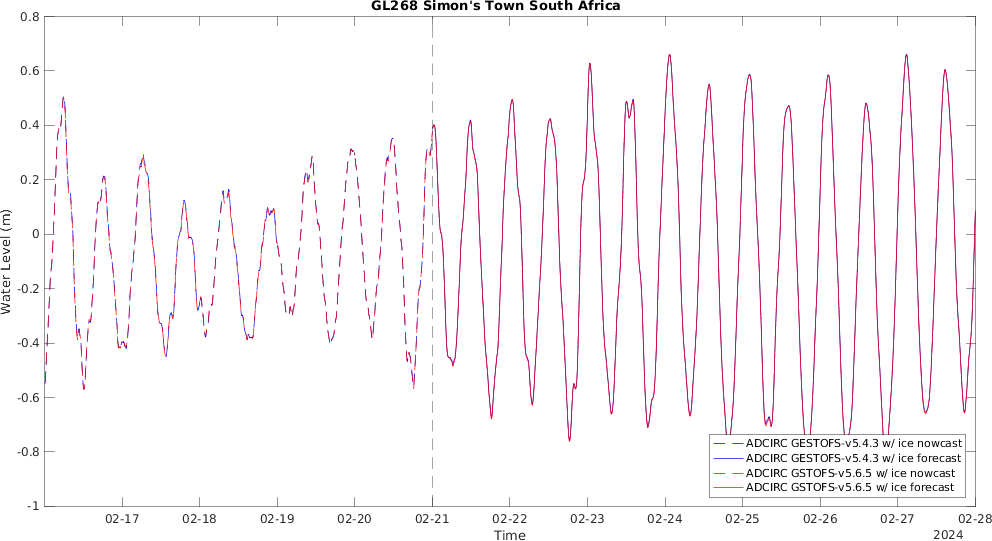 GL268 Simon's Town South Africa
Water Level (m)
0.8
0.6
0.4
0.2
0
-0.2
-0.4
-0.6
-0.8
-1
ADCIRC GESTOFS-v5.4.3 w/ ice nowcast
ADCIRC GESTOFS-v5.4.3 w/ ice forecast
ADCIRC GSTOFS-v5.6.5 w/ ice nowcast
ADCIRC GSTOFS-v5.6.5 w/ ice forecast
02-17 02-18 02-19 02-20 02-21 02-22 02-23 02-24 02-25 02-26 02-27 02-28
Time
2024